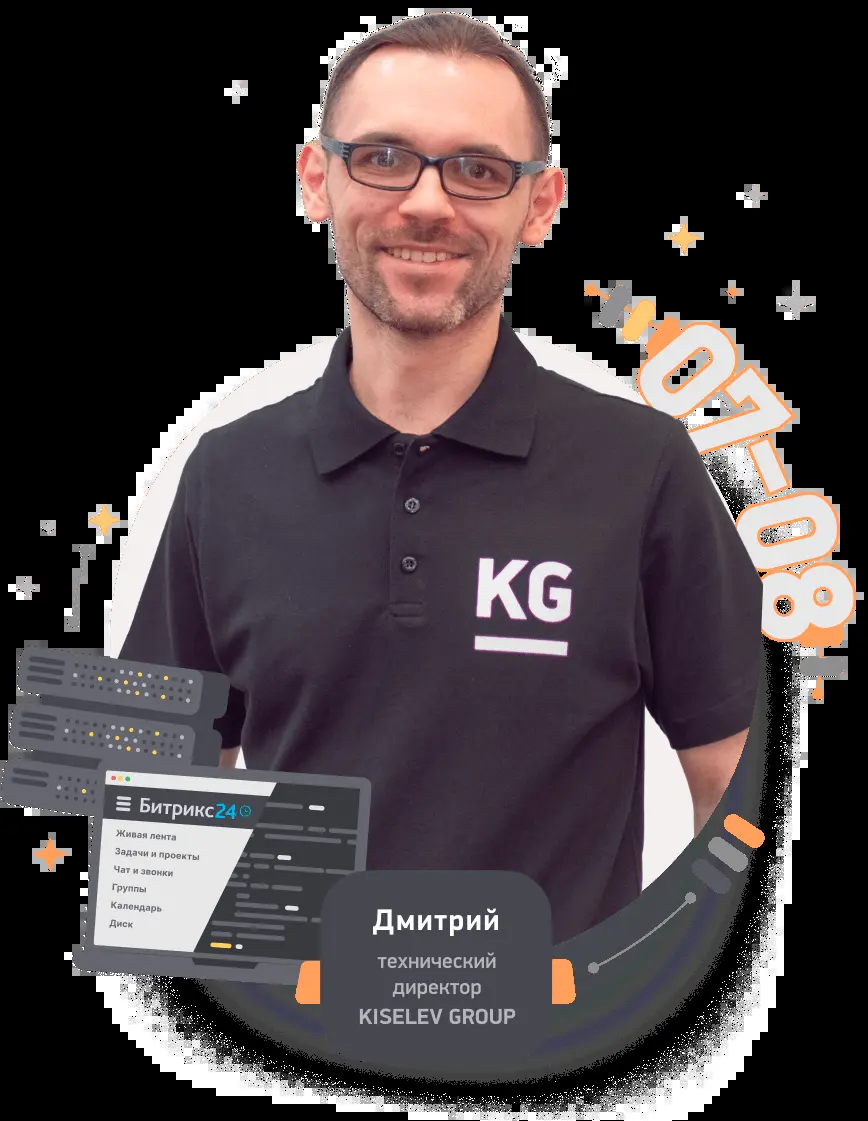 07-08
KG
Битрикс24
Живая лента
Задачи и проекты
Чат и звонки
Группы
Календарь
Диск
Дмитрий
технический
директор
KISELEV GROUP